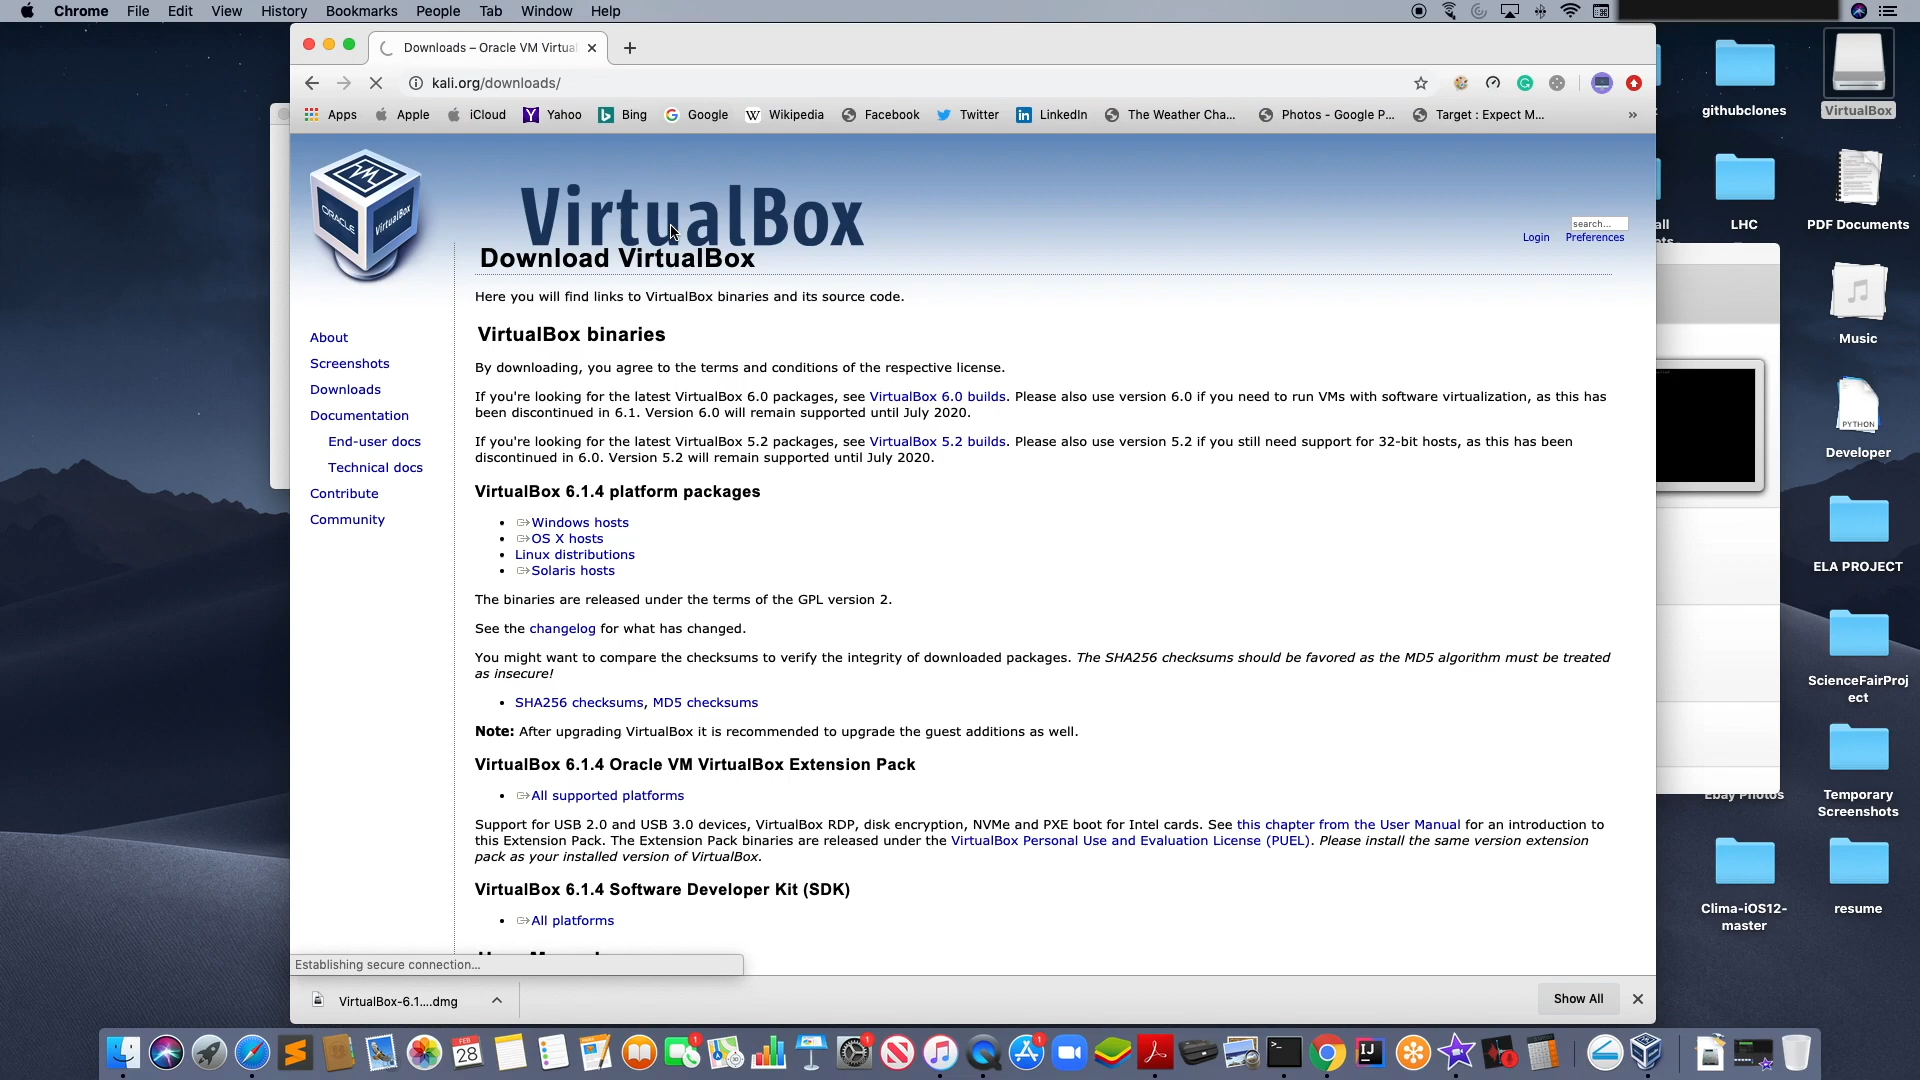 Chrome File Edit View History Bookmarks People Tab Window Help
Downloads – Oracle VM Virtual
kali.org/downloads/
Apps Apple iCloud Yahoo Bing Google Wikipedia Facebook Twitter LinkedIn The Weather Cha... Photos - Google P... Target : Expect M... »
ORACLE VirtualBox
VirtualBox
search...
Login Preferences
Download VirtualBox
Here you will find links to VirtualBox binaries and its source code.
About
Screenshots
Downloads
Documentation
End-user docs
Technical docs
Contribute
Community
VirtualBox binaries
By downloading, you agree to the terms and conditions of the respective license.
If you're looking for the latest VirtualBox 6.0 packages, see VirtualBox 6.0 builds. Please also use version 6.0 if you need to run VMs with software virtualization, as this has
been discontinued in 6.1. Version 6.0 will remain supported until July 2020.
If you're looking for the latest VirtualBox 5.2 packages, see VirtualBox 5.2 builds. Please also use version 5.2 if you still need support for 32-bit hosts, as this has been
discontinued in 6.0. Version 5.2 will remain supported until July 2020.
VirtualBox 6.1.4 platform packages
• Windows hosts
• OS X hosts
• Linux distributions
• Solaris hosts
The binaries are released under the terms of the GPL version 2.
See the changelog for what has changed.
You might want to compare the checksums to verify the integrity of downloaded packages. The SHA256 checksums should be favored as the MD5 algorithm must be treated
as insecure!
• SHA256 checksums, MD5 checksums
Note: After upgrading VirtualBox it is recommended to upgrade the guest additions as well.
VirtualBox 6.1.4 Oracle VM VirtualBox Extension Pack
• All supported platforms
Support for USB 2.0 and USB 3.0 devices, VirtualBox RDP, disk encryption, NVMe and PXE boot for Intel cards. See this chapter from the User Manual for an introduction to
this Extension Pack. The Extension Pack binaries are released under the VirtualBox Personal Use and Evaluation License (PUEL). Please install the same version extension
pack as your installed version of VirtualBox.
VirtualBox 6.1.4 Software Developer Kit (SDK)
• All platforms
Establishing secure connection...
VirtualBox-6.1....dmg
Show All
githubclones
VirtualBox
LHC
PDF Documents
Music
PYTHON
Developer
ELA PROJECT
ScienceFairProj
ect
Ebay Photos
Temporary
Screenshots
Clima-iOS12-
master
resume
FEB
28
1
1
1
IJ